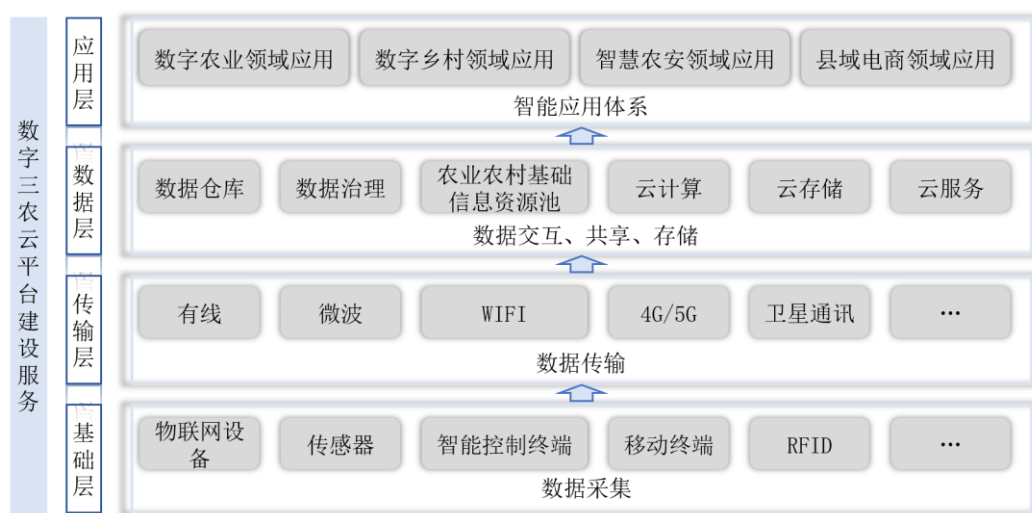 数字三农云平台建设服务
应用层
数字农业领域应用
数字乡村领域应用
智慧农安领域应用
县域电商领域应用
智能应用体系
数据层
数据仓库
数据治理
农业农村基础
信息资源池
云计算
云存储
云服务
数据交互、共享、存储
传输层
有线
微波
WIFI
4G/5G
卫星通讯
…
数据传输
基础层
物联网设
备
传感器
智能控制终端
移动终端
RFID
…
数据采集